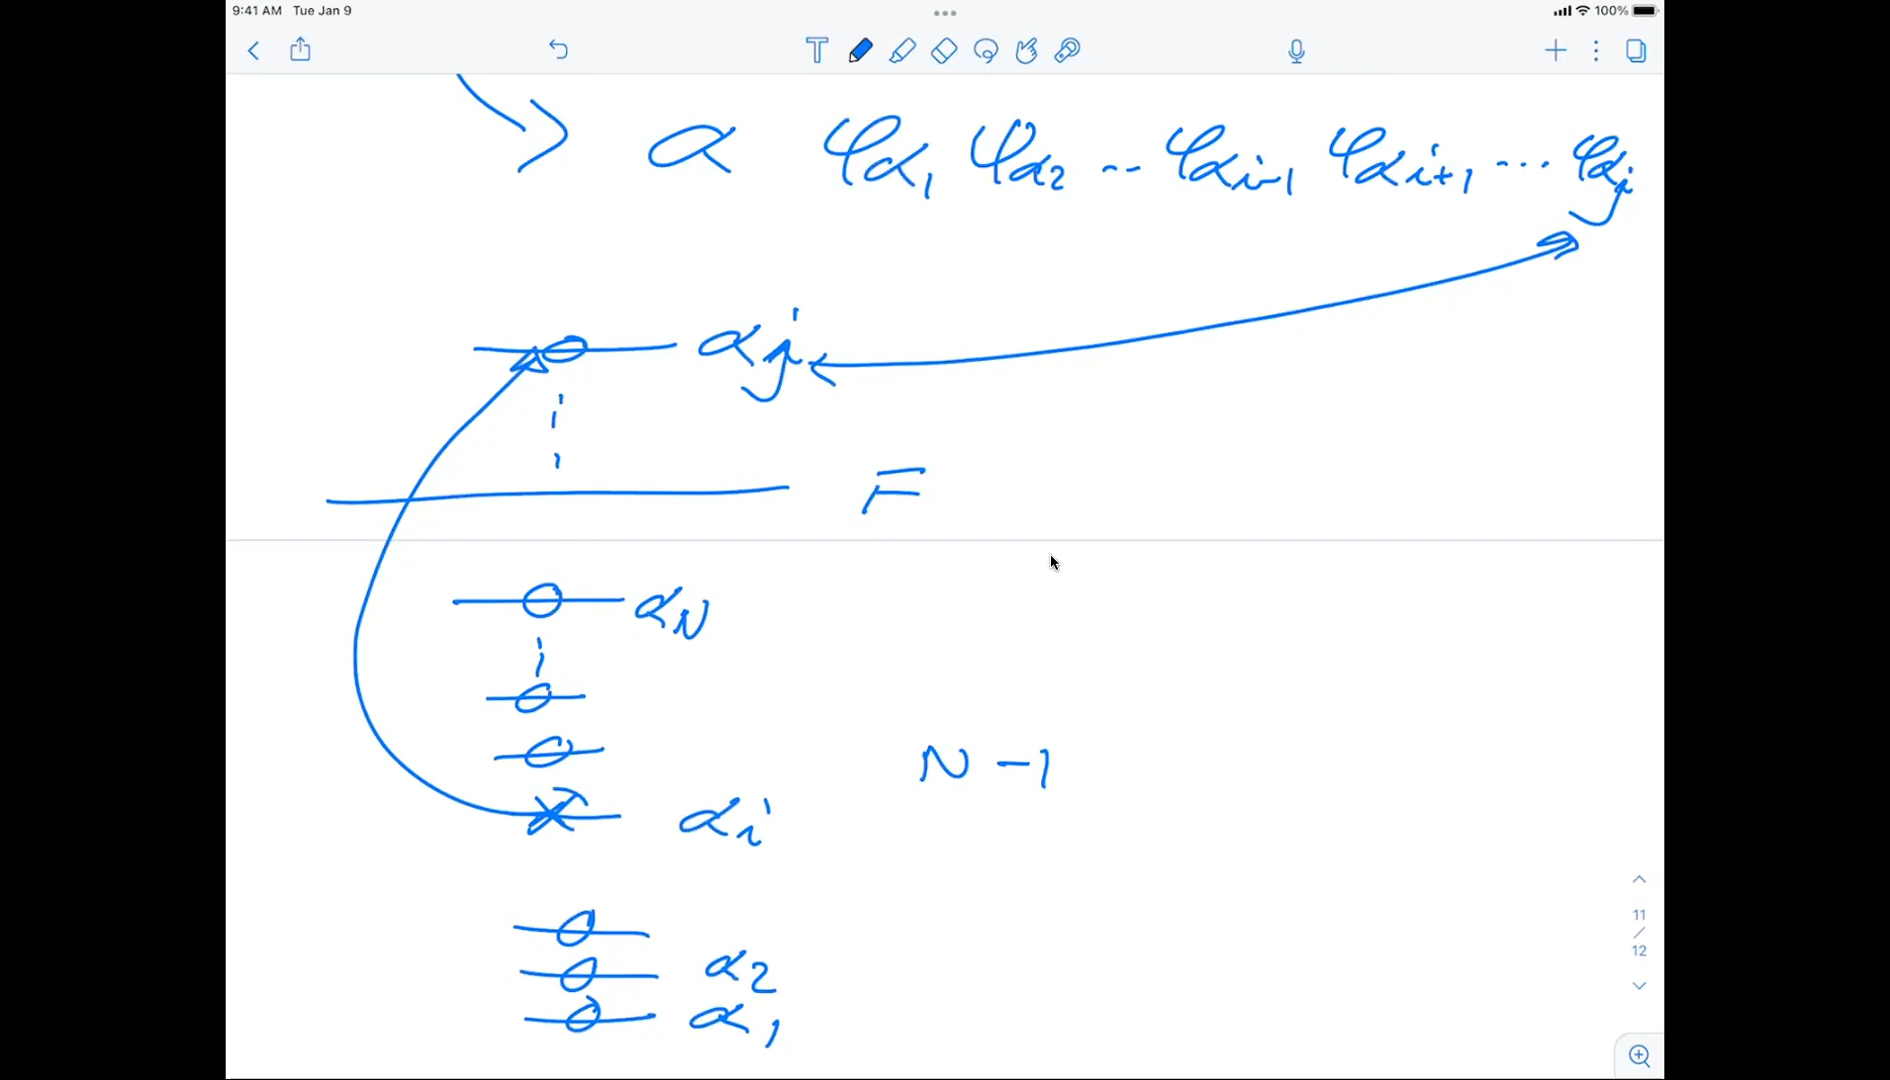 9:41 AM Tue Jan 9
100%
T
𝒶 φα₁ φα₂ -- φαᵢ₋₁ φαᵢ₊₁ ... φαⱼ
αⱼ
F
α_N
N-1
αᵢ
11
/
12
α₂
α₁